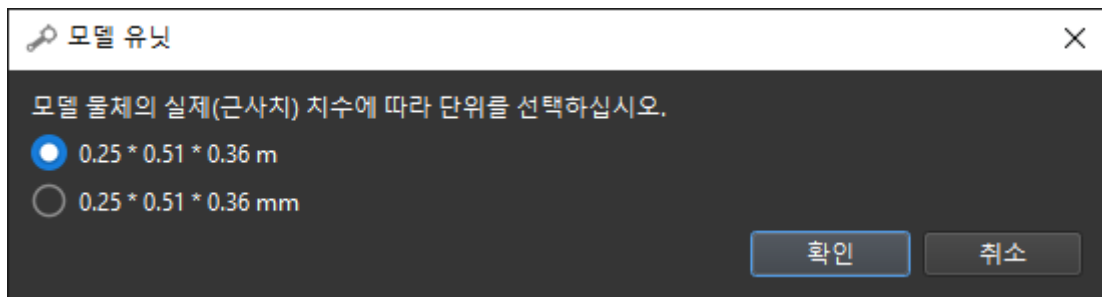 모델 유닛
모델 물체의 실제(근사치) 치수에 따라 단위를 선택하십시오.
0.25 * 0.51 * 0.36 m
0.25 * 0.51 * 0.36 mm
확인 취소